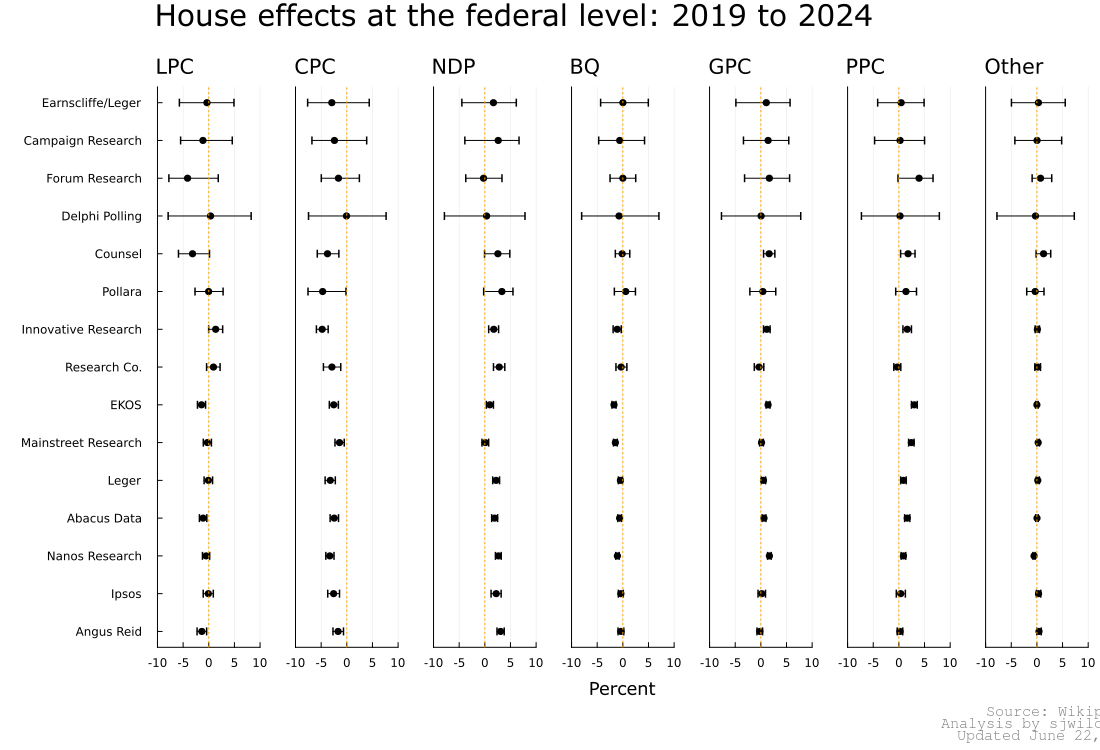 House effects at the federal level: 2019 to 2024
LPC CPC NDP BQ GPC PPC Other
Earnscliffe/Leger
Campaign Research
Forum Research
Delphi Polling
Counsel
Pollara
Innovative Research
Research Co.
EKOS
Mainstreet Research
Leger
Abacus Data
Nanos Research
Ipsos
Angus Reid
-10 -5 0 5 10 -10 -5 0 5 10 -10 -5 0 5 10 -10 -5 0 5 10 -10 -5 0 5 10 -10 -5 0 5 10 -10 -5 0 5 10
Percent
Source: Wikip
Analysis by sjwild
Updated June 22,